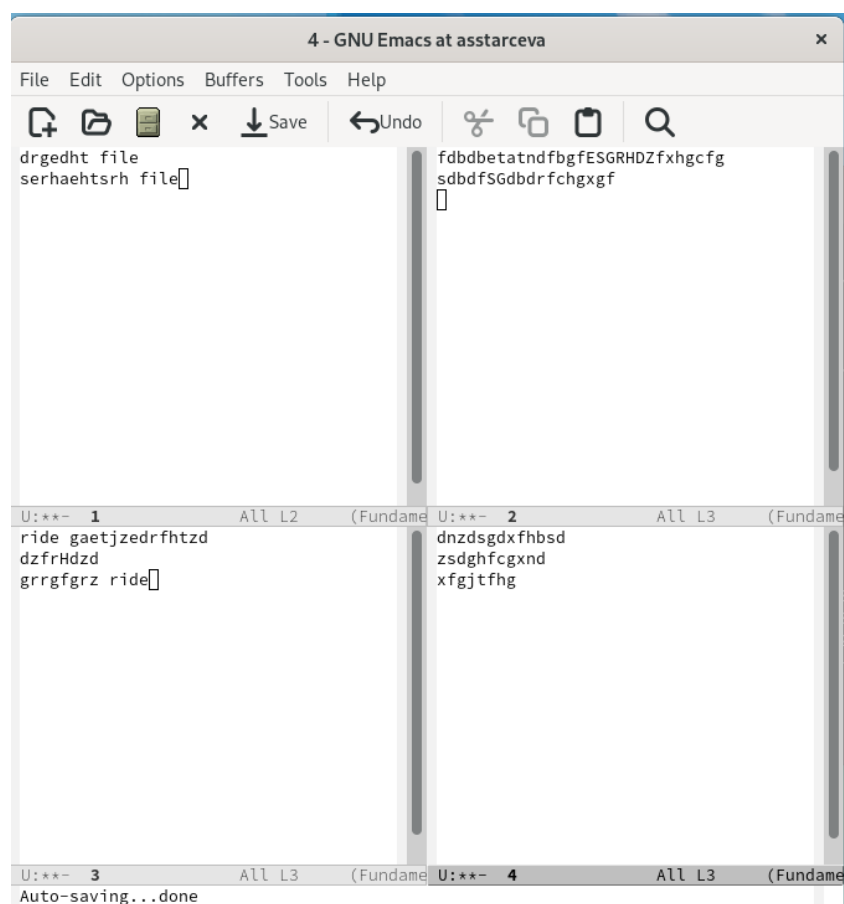 4 - GNU Emacs at asstarceva
File Edit Options Buffers Tools Help
Save Undo
drgedht file
serhaehtsrh file
fdbdbetatndfbgfESGRHDZfxhgcfg
sdbdfSGdbdrfchgxgf
U:**- 1 All L2 (Fundame
U:**- 2 All L3 (Fundame
ride gaetjzedrfhtzd
dzfrHdzd
grrgfgrz ride
dnzdsgdxfhbsd
zsdghfcgxnd
xfgjtfhg
U:**- 3 All L3 (Fundame
U:**- 4 All L3 (Fundame
Auto-saving...done